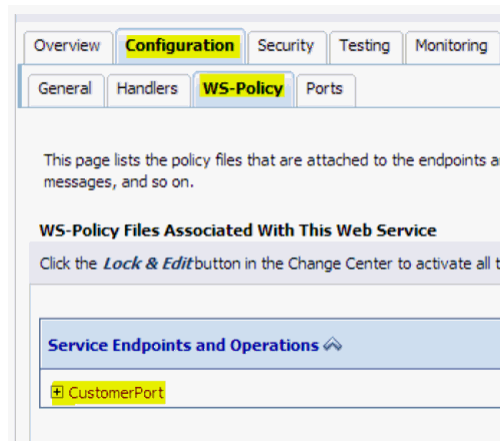 Overview Configuration Security Testing Monitoring
General Handlers WS-Policy Ports
This page lists the policy files that are attached to the endpoints
messages, and so on.
WS-Policy Files Associated With This Web Service
Click the Lock & Edit button in the Change Center to activate all
Service Endpoints and Operations
CustomerPort